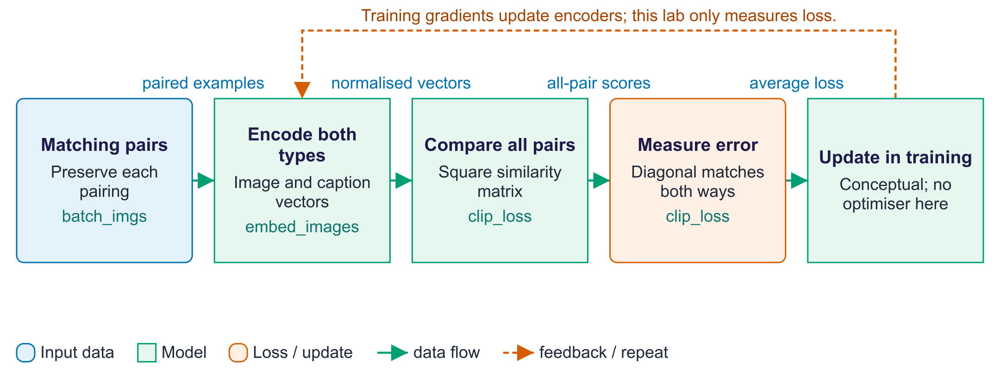 Training gradients update encoders; this lab only measures loss.
paired examples
normalised vectors
all-pair scores
average loss
Matching pairs
Preserve each
pairing
batch_imgs
Encode both
types
Image and caption
vectors
embed_images
Compare all pairs
Square similarity
matrix
clip_loss
Measure error
Diagonal matches
both ways
clip_loss
Update in training
Conceptual; no
optimiser here
Input data
Model
Loss / update
data flow
feedback / repeat